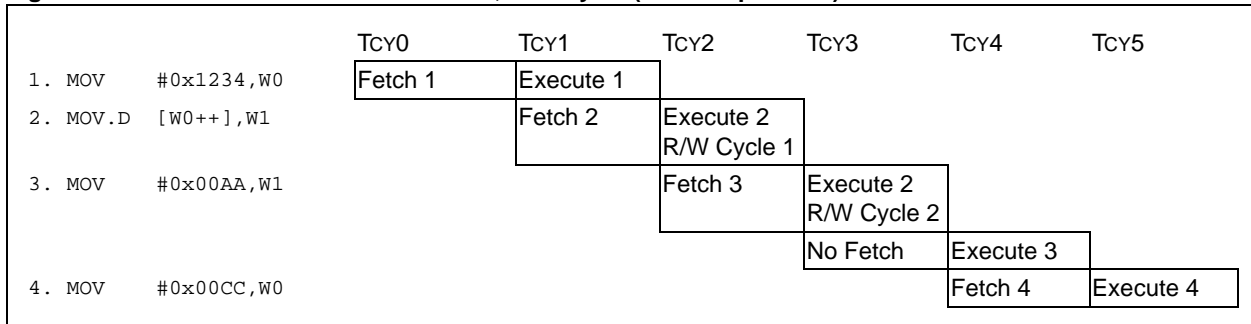 TCY0 TCY1 TCY2 TCY3 TCY4 TCY5
1. MOV #0x1234,W0 Fetch 1 Execute 1
2. MOV.D [W0++],W1 Fetch 2 Execute 2
R/W Cycle 1
3. MOV #0x00AA,W1 Fetch 3 Execute 2
R/W Cycle 2
No Fetch Execute 3
4. MOV #0x00CC,W0 Fetch 4 Execute 4